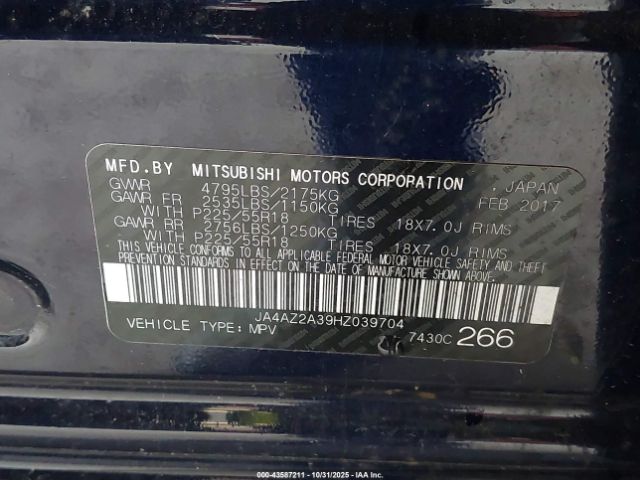 MFD.BY MITSUBISHI MOTORS CORPORATION , JAPAN
GVWR 4795LBS/2175KG FEB 2017
GAWR FR 2535LBS/1150KG
WITH P225/55R18 TIRES 18X7.0J RIMS
GAWR RR 2756LBS/1250KG
WITH P225/55R18 TIRES 18X7.0J RIMS
THIS VEHICLE CONFORMS TO ALL APPLICABLE FEDERAL MOTOR VEHICLE SAFETY AND THEFT
PREVENTION STANDARDS IN EFFECT ON THE DATE OF MANUFACTURE SHOWN ABOVE.
JA4AZ2A39HZ039704
VEHICLE TYPE: MPV 7430C 266
000-43587211 - 10/31/2025 - IAAI.com